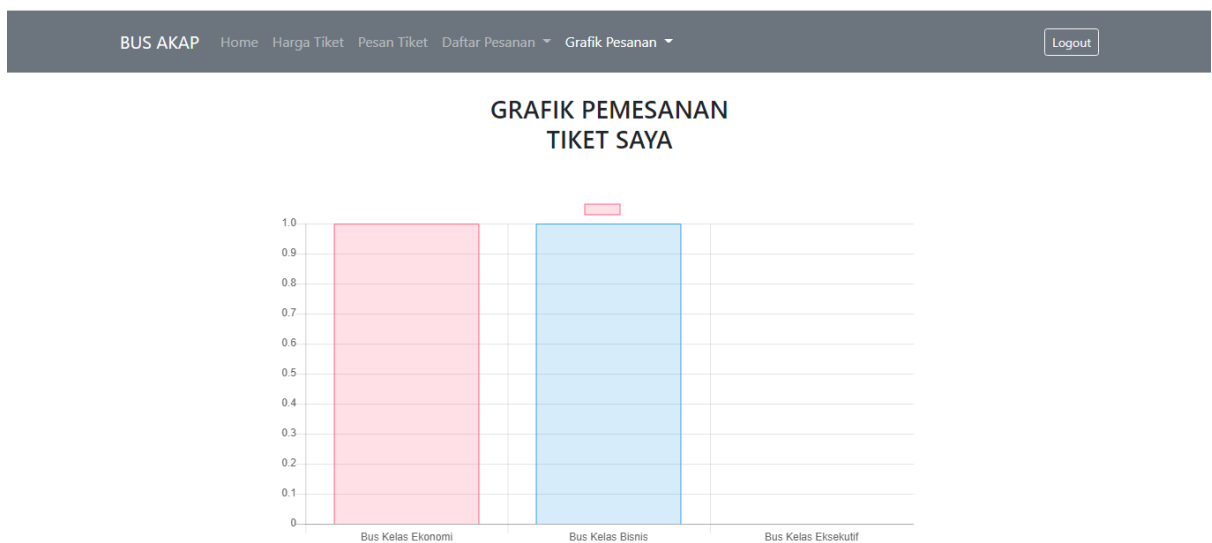 BUS AKAP Home Harga Tiket Pesan Tiket Daftar Pesanan Grafik Pesanan Logout
GRAFIK PEMESANAN
TIKET SAYA
1.0
0.9
0.8
0.7
0.6
0.5
0.4
0.3
0.2
0.1
0
Bus Kelas Ekonomi Bus Kelas Bisnis Bus Kelas Eksekutif